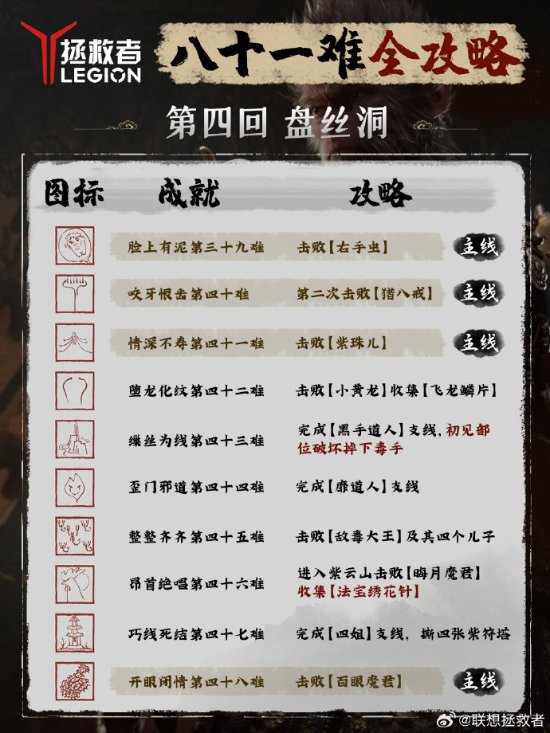 拯救者
LEGION
八十一难全攻略
第四回 盘丝洞
图标 成就 攻略
脸上有泥第三十九难 击败【右手虫】 主线
咬牙恨齿第四十难 第二次击败【猪八戒】 主线
情深不寿第四十一难 击败【紫珠儿】 主线
堕龙化纹第四十二难 击败【小黄龙】收集【飞龙鳞片】
缫丝为线第四十三难 完成【黑手道人】支线,初见部
位破坏掉下毒手
歪门邪道第四十四难 完成【靡道人】支线
整整齐齐第四十五难 击败【敌毒大王】及其四个儿子
昂首绝唱第四十六难 进入紫云山击败【晦月魔君】
收集【法宝绣花针】
巧线死结第四十七难 完成【四姐】支线,撕四张紫符塔
开眼闭情第四十八难 击败【百眼魔君】 主线
@联想拯救者